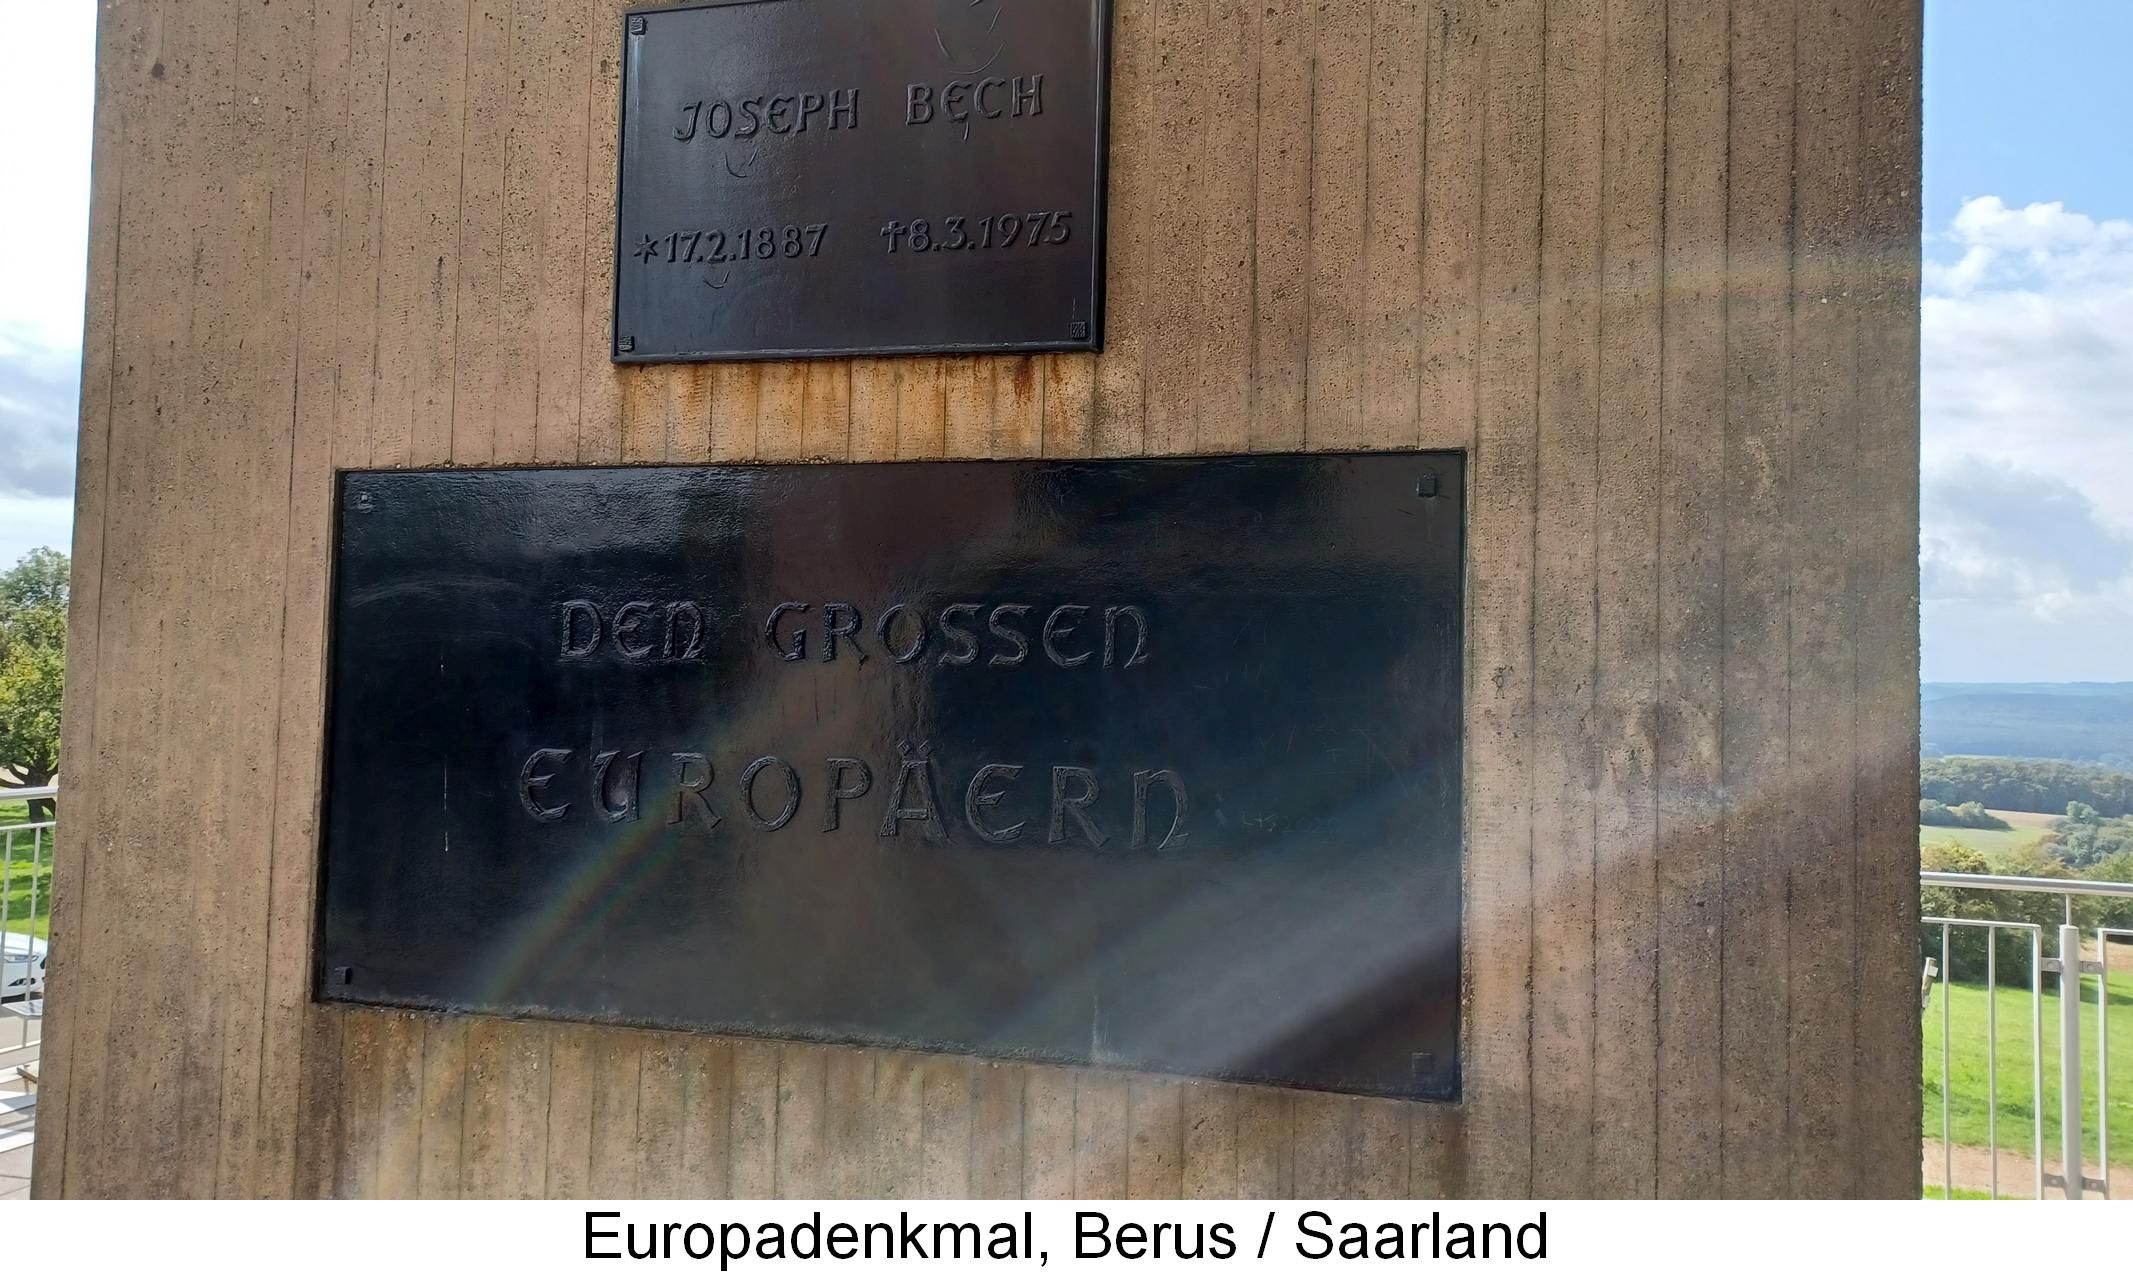 JOSEPH BECH
*17.2.1887 †8.3.1975
DEN GROSSEN
EUROPÄERN
Europadenkmal, Berus / Saarland